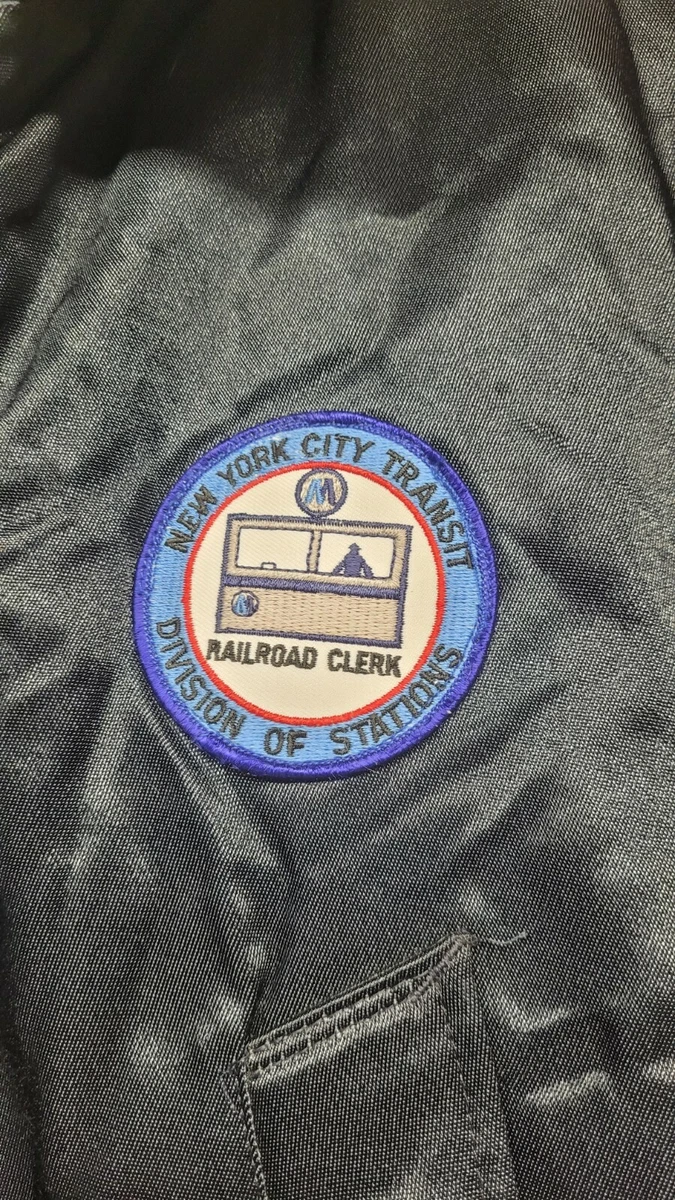 NEW YORK CITY TRANSIT
M
M
RAILROAD CLERK
DIVISION OF STATIONS